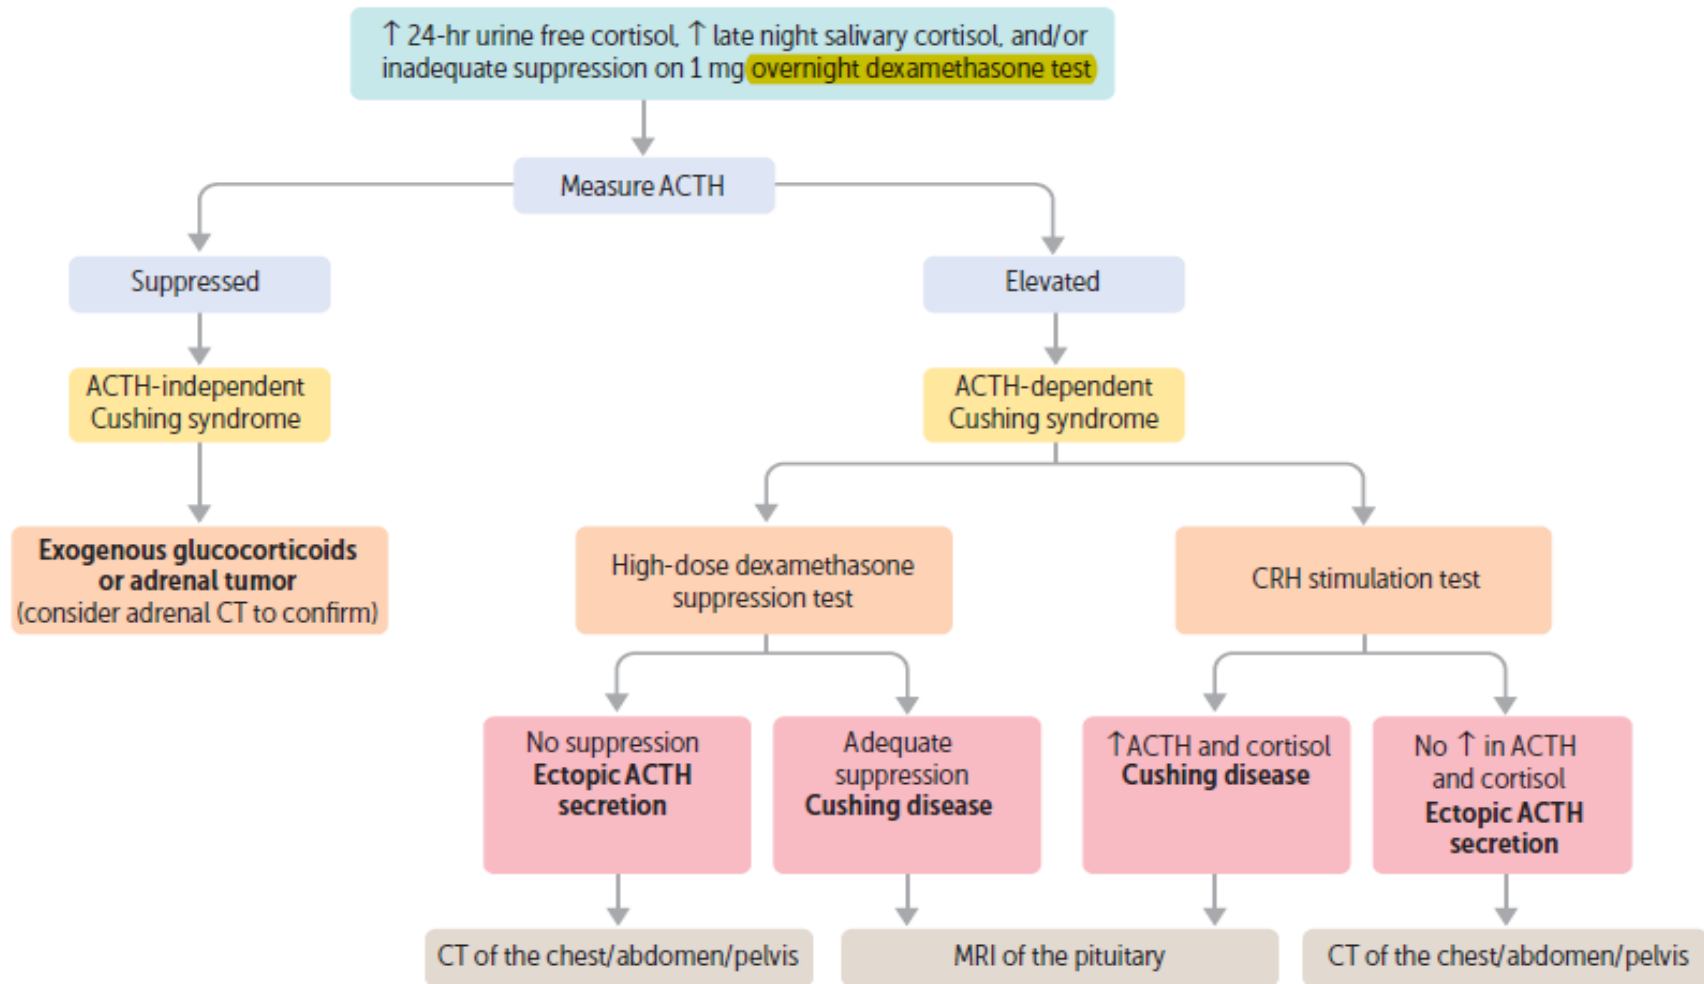 ↑ 24-hr urine free cortisol, ↑ late night salivary cortisol, and/or
inadequate suppression on 1 mg overnight dexamethasone test
Measure ACTH
Suppressed
Elevated
ACTH-independent
Cushing syndrome
ACTH-dependent
Cushing syndrome
Exogenous glucocorticoids
or adrenal tumor
(consider adrenal CT to confirm)
High-dose dexamethasone
suppression test
CRH stimulation test
No suppression
Ectopic ACTH
secretion
Adequate
suppression
Cushing disease
↑ACTH and cortisol
Cushing disease
No ↑ in ACTH
and cortisol
Ectopic ACTH
secretion
CT of the chest/abdomen/pelvis
MRI of the pituitary
CT of the chest/abdomen/pelvis